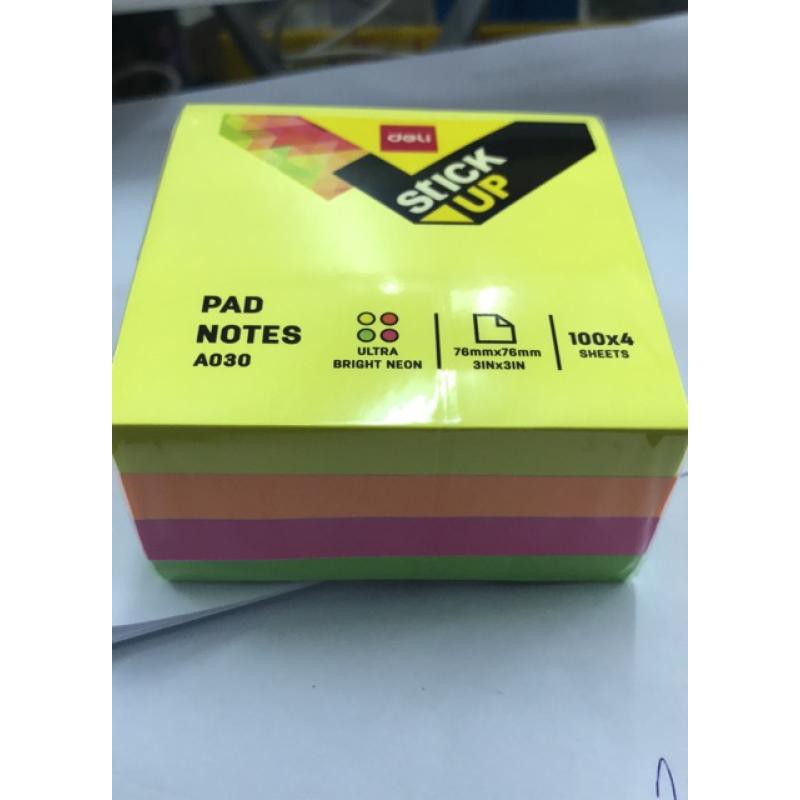 deli
StICK
UP
PAD
NOTES
A030
ULTRA
BRIGHT NEON
76mmx76mm
3INx3IN
100x4
SHEETS